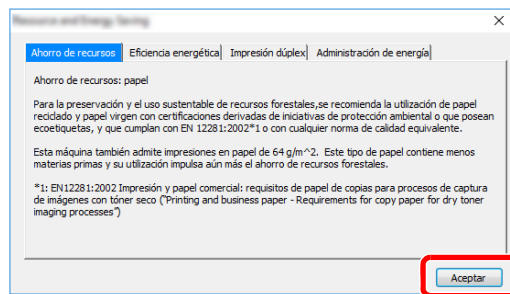 Resource and Energy Saving
Ahorro de recursos Eficiencia energética Impresión dúplex Administración de energía
Ahorro de recursos: papel
Para la preservación y el uso sustentable de recursos forestales,se recomienda la utilización de papel
reciclado y papel virgen con certificaciones derivadas de iniciativas de protección ambiental o que posean
ecoetiquetas, y que cumplan con EN 12281:2002*1 o con cualquier norma de calidad equivalente.
Esta máquina también admite impresiones en papel de 64 g/m^2. Este tipo de papel contiene menos
materias primas y su utilización impulsa aún más el ahorro de recursos forestales.
*1: EN12281:2002 Impresión y papel comercial: requisitos de papel de copias para procesos de captura
de imágenes con tóner seco ("Printing and business paper - Requirements for copy paper for dry toner
imaging processes")
Aceptar